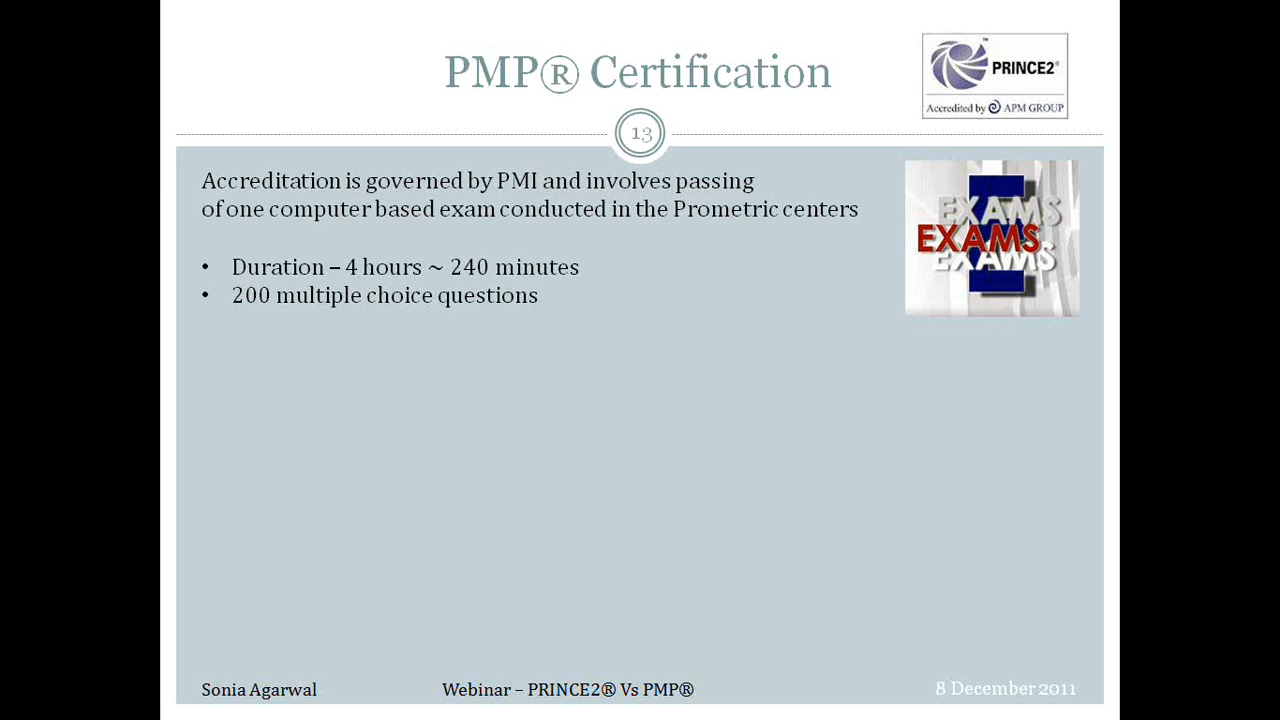 PMP® Certification
™
PRINCE2®
Accredited by APM GROUP
13
Accreditation is governed by PMI and involves passing
of one computer based exam conducted in the Prometric centers
• Duration – 4 hours ~ 240 minutes
• 200 multiple choice questions
EXAMS
EXAMS
EXAMS
Sonia Agarwal
Webinar – PRINCE2® Vs PMP®
8 December 2011